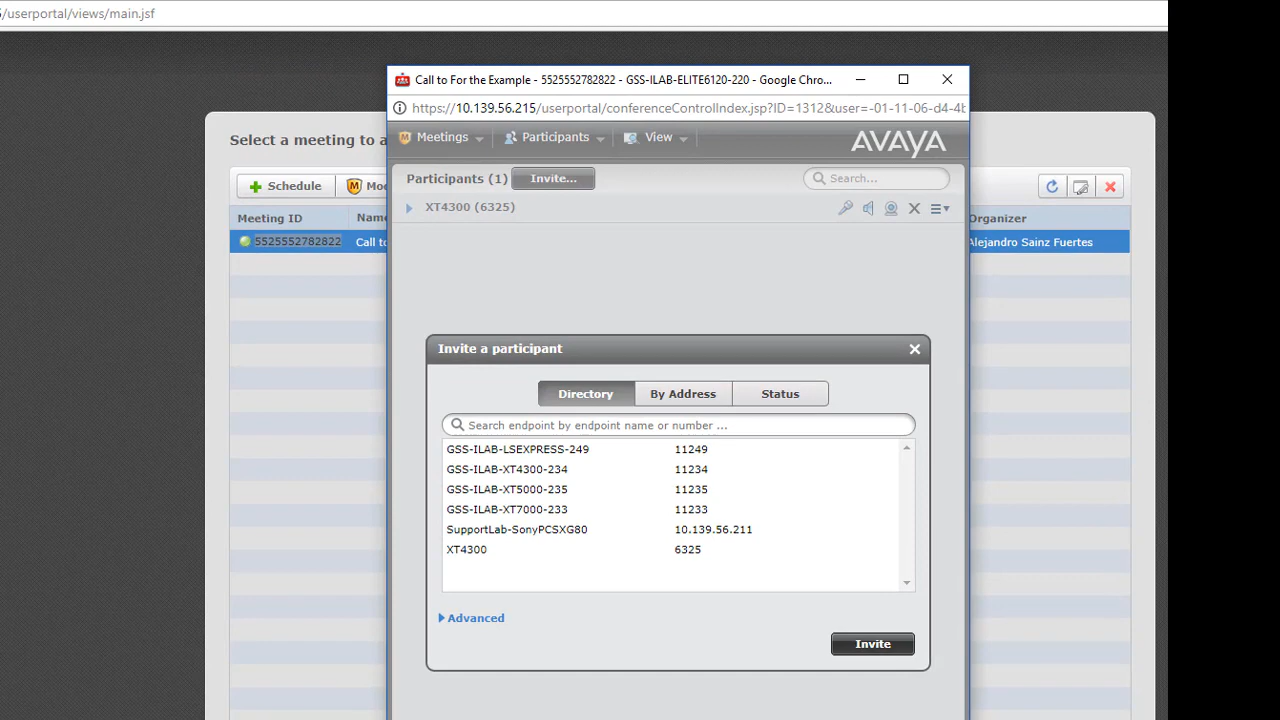 /userportal/views/main.jsf
Call to For the Example - 5525552782822 - GSS-ILAB-ELITE6120-220 - Google Chro...
https://10.139.56.215/userportal/conferenceControlIndex.jsp?ID=1312&user=-01-11-06-d4-4b
Meetings Participants View AVAYA
Select a meeting to a
Participants (1) Invite... Search...
Schedule M Mo
XT4300 (6325)
Meeting ID Name Organizer
5525552782822 Call to Alejandro Sainz Fuertes
Invite a participant
Directory By Address Status
Search endpoint by endpoint name or number ...
GSS-ILAB-LSEXPRESS-249 11249
GSS-ILAB-XT4300-234 11234
GSS-ILAB-XT5000-235 11235
GSS-ILAB-XT7000-233 11233
SupportLab-SonyPCSXG80 10.139.56.211
XT4300 6325
Advanced
Invite